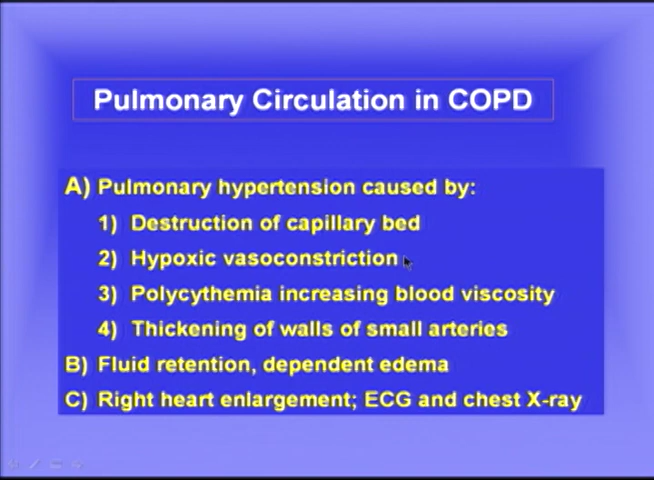 Pulmonary Circulation in COPD
A) Pulmonary hypertension caused by:
1) Destruction of capillary bed
2) Hypoxic vasoconstriction
3) Polycythemia increasing blood viscosity
4) Thickening of walls of small arteries
B) Fluid retention, dependent edema
C) Right heart enlargement; ECG and chest X-ray